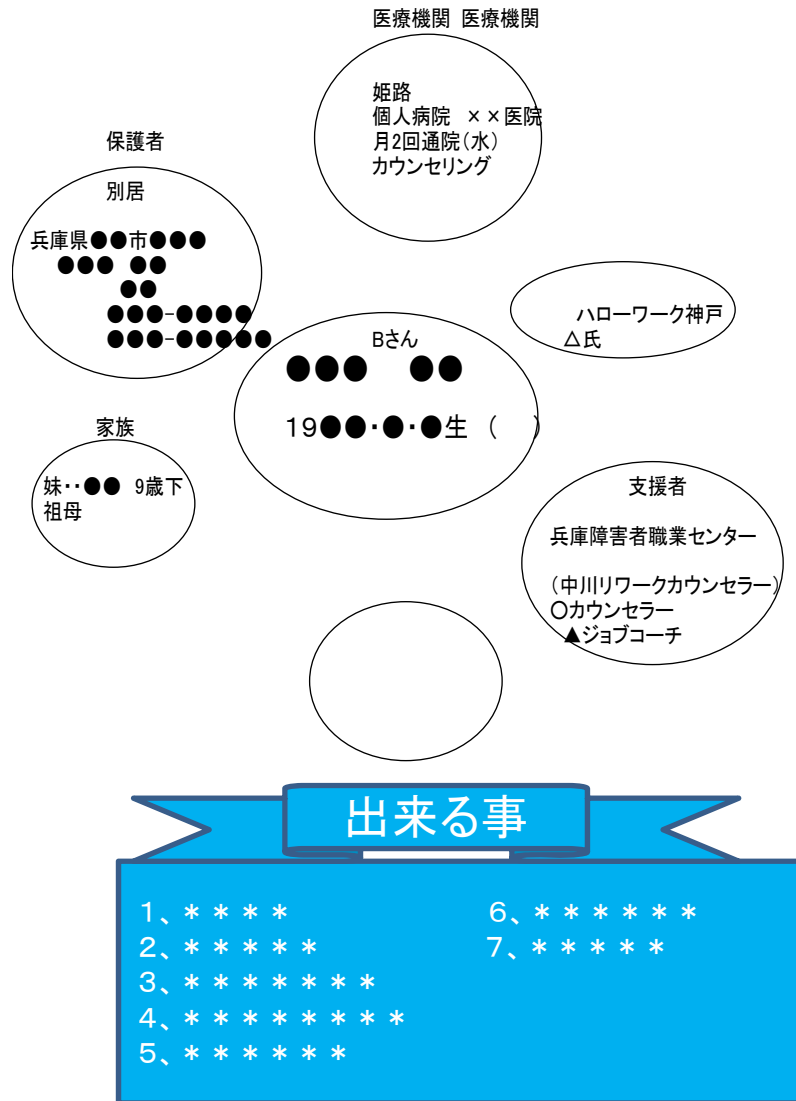 医療機関 医療機関
姫路
個人病院 ××医院
月2回通院(水)
カウンセリング
保護者
別居
兵庫県●●市●●●
●●● ●●
●●
●●●-●●●●
●●●-●●●●●
ハローワーク神戸
△氏
Bさん
●●● ●●
19●●・●・●生 ( )
家族
妹・・●● 9歳下
祖母
支援者
兵庫障害者職業センター
(中川リワークカウンセラー)
○カウンセラー
▲ジョブコーチ
出来る事
1、＊＊＊＊
2、＊＊＊＊＊
3、＊＊＊＊＊＊＊
4、＊＊＊＊＊＊＊＊
5、＊＊＊＊＊＊
6、＊＊＊＊＊＊
7、＊＊＊＊＊